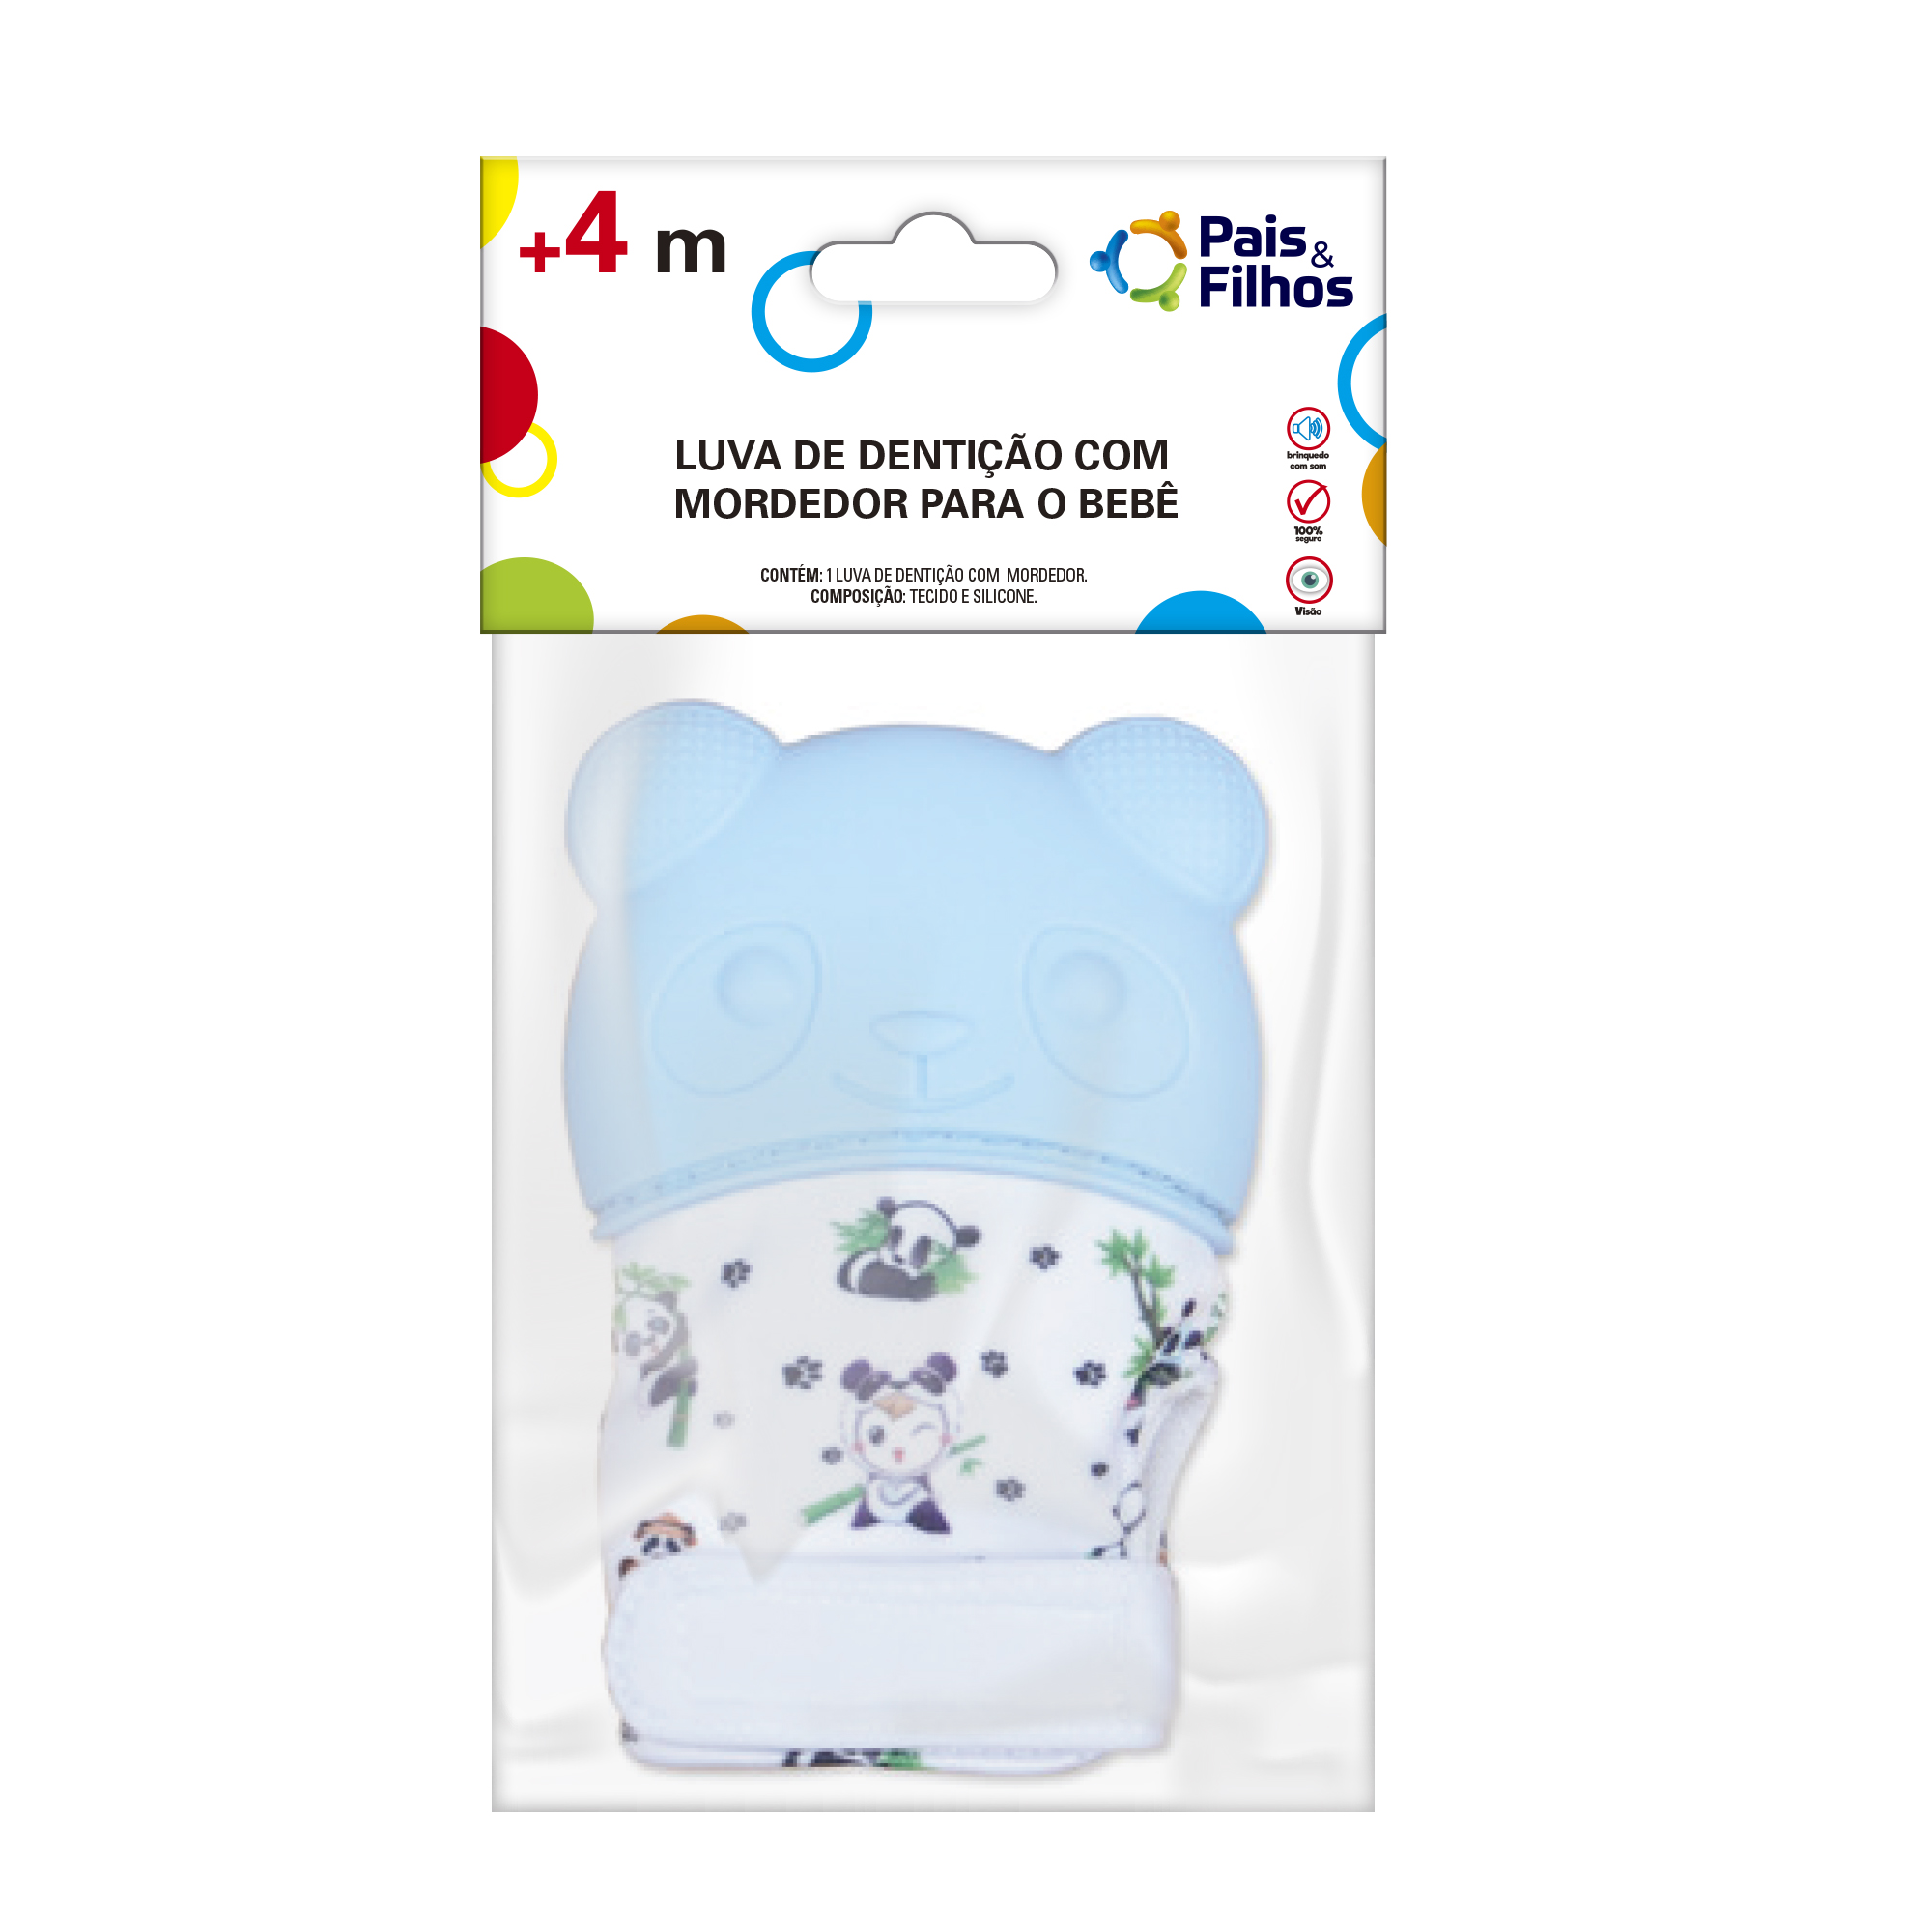 +4 m
Pais &
Filhos
LUVA DE DENTIÇÃO COM
MORDEDOR PARA O BEBÊ
CONTÉM: 1 LUVA DE DENTIÇÃO COM MORDEDOR.
COMPOSIÇÃO: TECIDO E SILICONE.
brinquedo
com som
100%
seguro
Visão